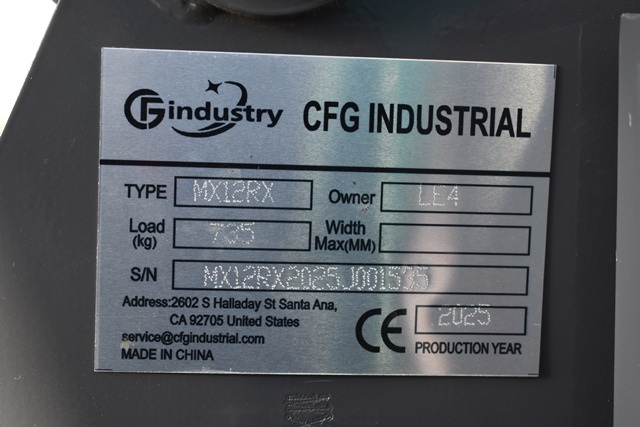 CFGindustry CFG INDUSTRIAL
TYPE MX12RX Owner LE4
Load (kg) 735 Width Max(MM)
S/N MX12RX2025J001535
Address:2602 S Halladay St Santa Ana,
CA 92705 United States
service@cfgindustrial.com
MADE IN CHINA
CE 2025
PRODUCTION YEAR